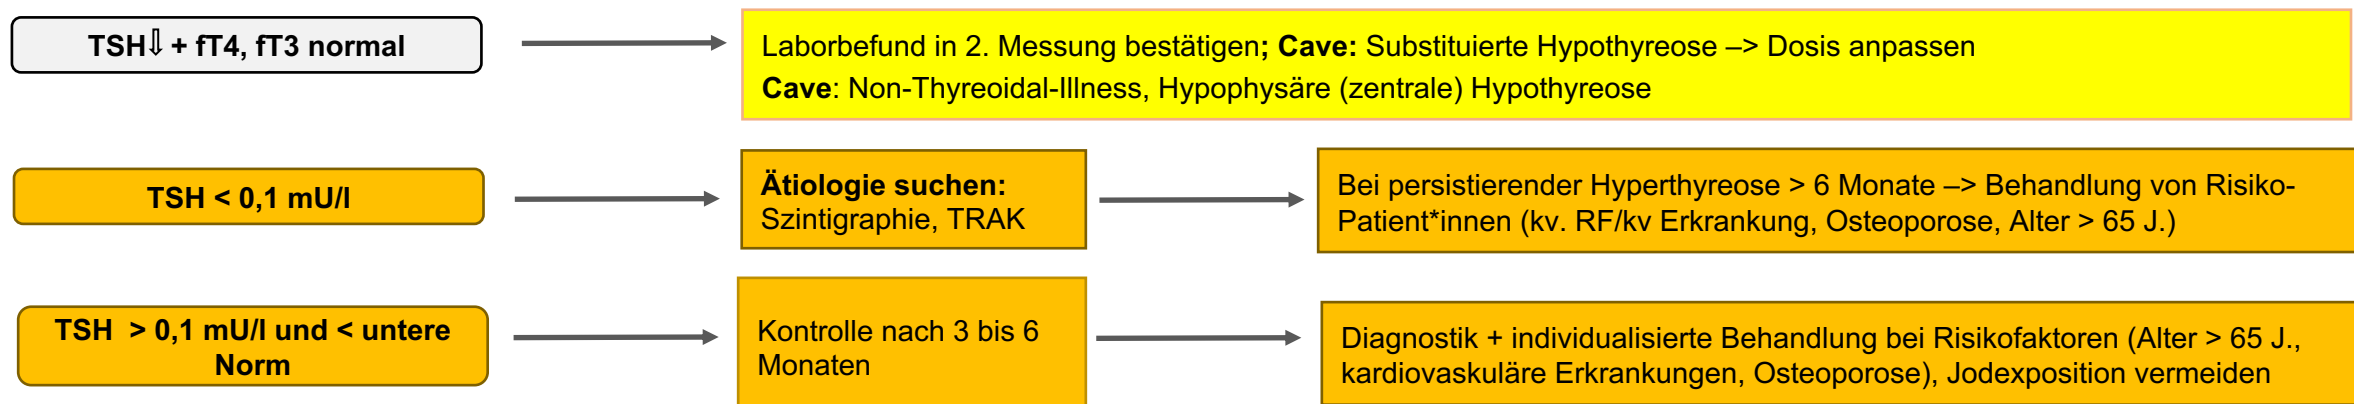 TSH⇩ + fT4, fT3 normal
Laborbefund in 2. Messung bestätigen; Cave: Substituierte Hypothyreose –> Dosis anpassen
Cave: Non-Thyreoidal-Illness, Hypophysäre (zentrale) Hypothyreose
TSH < 0,1 mU/l
Ätiologie suchen:
Szintigraphie, TRAK
Bei persistierender Hyperthyreose > 6 Monate –> Behandlung von Risiko-
Patient*innen (kv. RF/kv Erkrankung, Osteoporose, Alter > 65 J.)
TSH > 0,1 mU/l und < untere
Norm
Kontrolle nach 3 bis 6
Monaten
Diagnostik + individualisierte Behandlung bei Risikofaktoren (Alter > 65 J.,
kardiovaskuläre Erkrankungen, Osteoporose), Jodexposition vermeiden